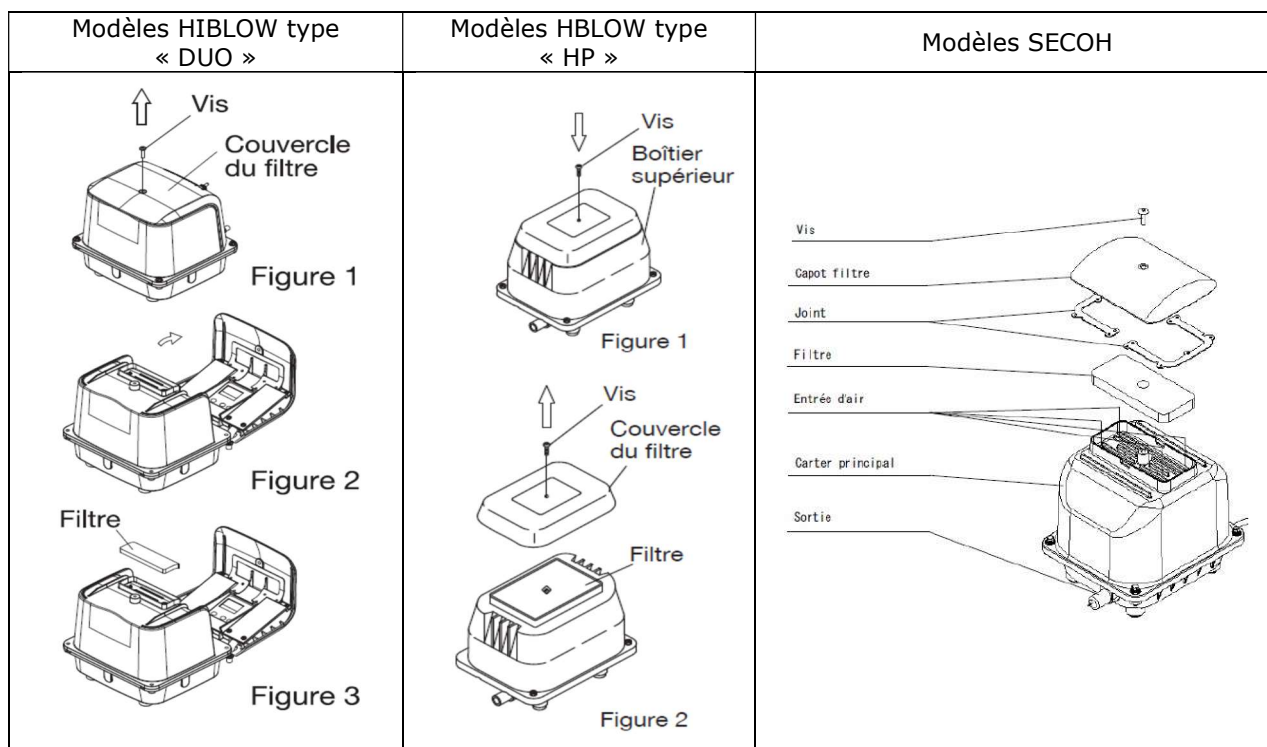 Modèles HIBLOW type
« DUO »
Modèles HBLOW type
« HP »
Modèles SECOH
Vis
Couvercle
du filtre
Figure 1
Figure 2
Filtre
Figure 3
Vis
Boîtier
supérieur
Figure 1
Vis
Couvercle
du filtre
Filtre
Figure 2
Vis
Capot filtre
Joint
Filtre
Entrée d'air
Carter principal
Sortie